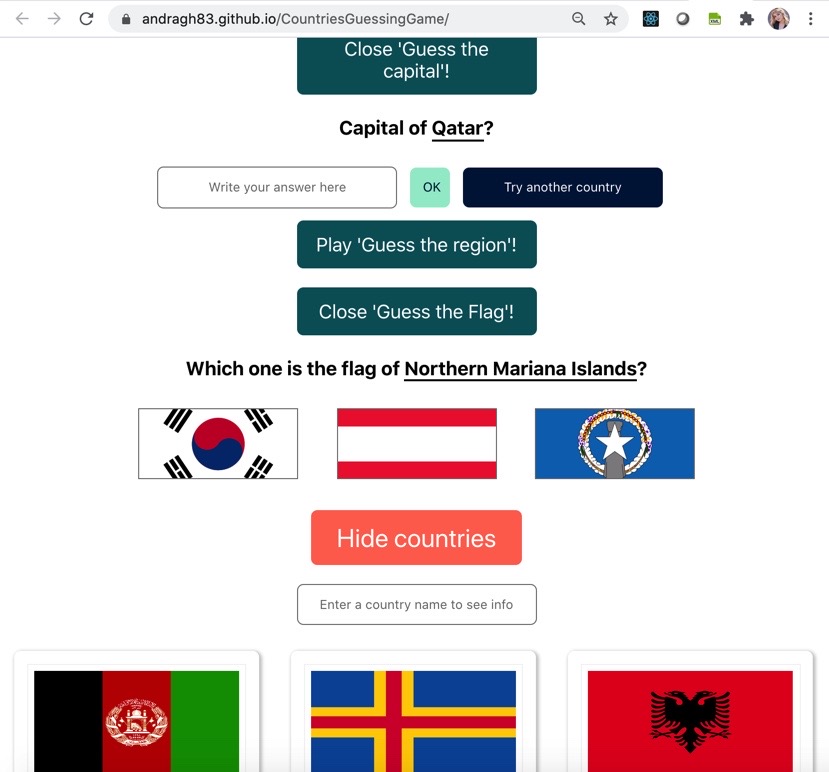 andragh83.github.io/CountriesGuessingGame/
Close 'Guess the
capital'!
Capital of Qatar?
Write your answer here
OK
Try another country
Play 'Guess the region'!
Close 'Guess the Flag'!
Which one is the flag of Northern Mariana Islands?
Hide countries
Enter a country name to see info